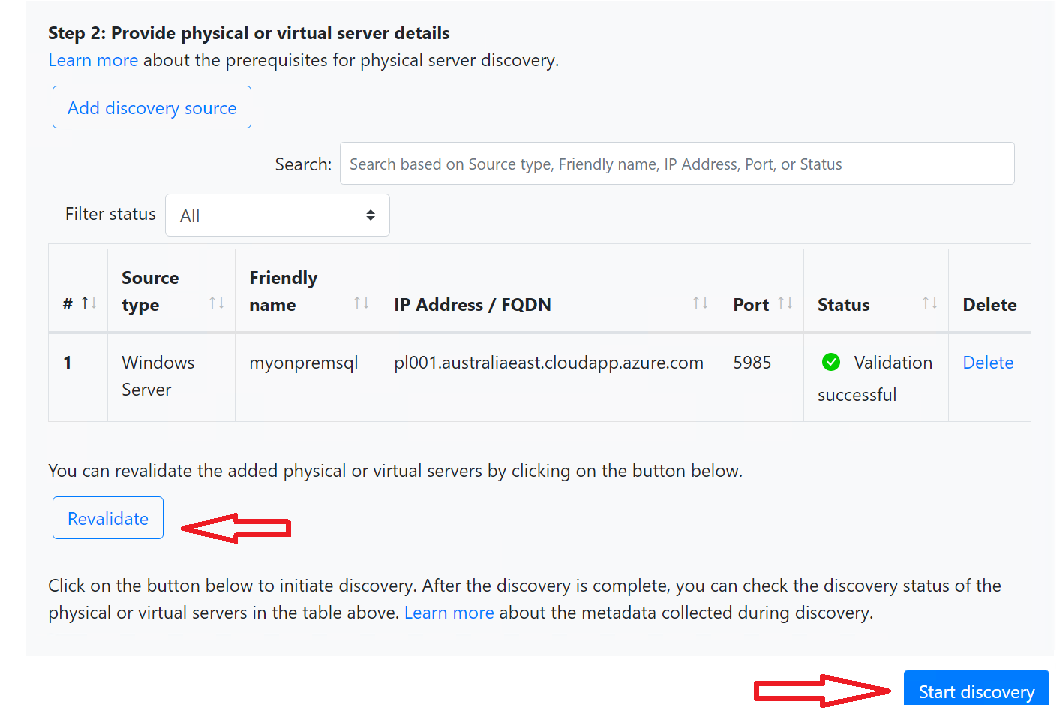 Step 2: Provide physical or virtual server details
Learn more about the prerequisites for physical server discovery.
Add discovery source
Search: Search based on Source type, Friendly name, IP Address, Port, or Status
Filter status All
# Source type Friendly name IP Address / FQDN Port Status Delete
1 Windows Server myonpremsql pl001.australiaeast.cloudapp.azure.com 5985 Validation successful Delete
You can revalidate the added physical or virtual servers by clicking on the button below.
Revalidate
Click on the button below to initiate discovery. After the discovery is complete, you can check the discovery status of the
physical or virtual servers in the table above. Learn more about the metadata collected during discovery.
Start discovery